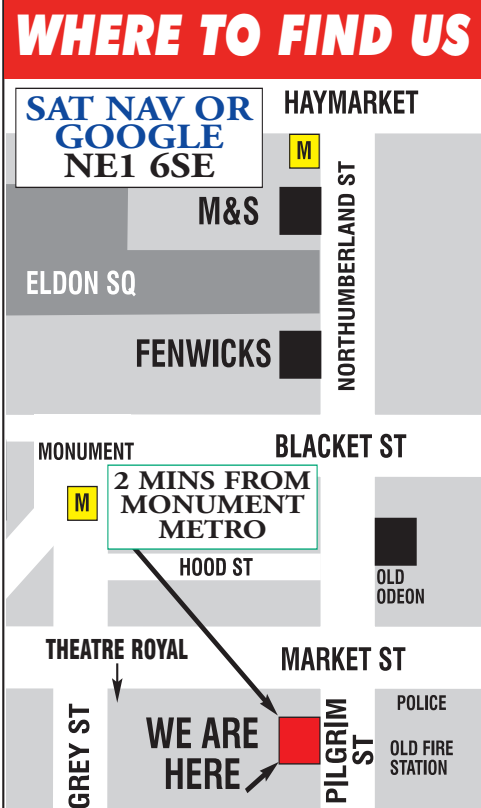 WHERE TO FIND US
SAT NAV OR
GOOGLE
NE1 6SE
HAYMARKET
M
M&S
NORTHUMBERLAND ST
ELDON SQ
FENWICKS
MONUMENT
BLACKET ST
M
2 MINS FROM
MONUMENT
METRO
HOOD ST
OLD
ODEON
THEATRE ROYAL
MARKET ST
GREY ST
WE ARE
HERE
PILGRIM
ST
POLICE
OLD FIRE
STATION